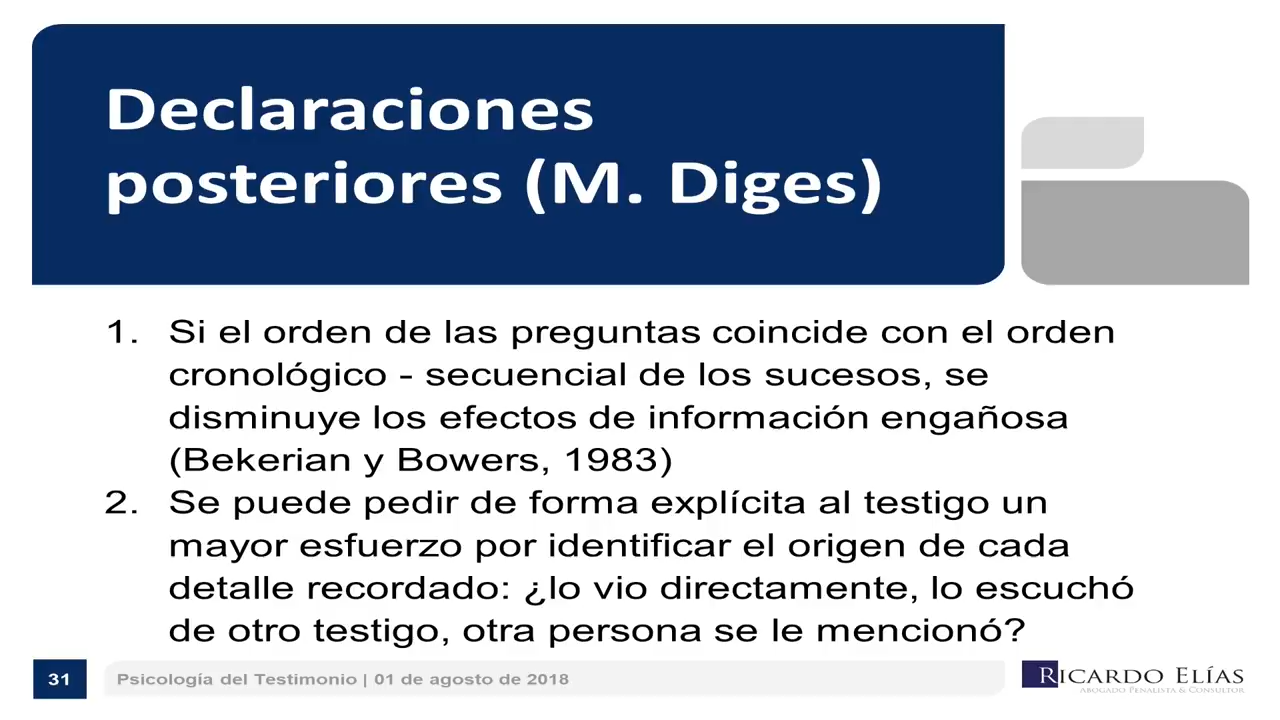 Declaraciones
posteriores (M. Diges)
1. Si el orden de las preguntas coincide con el orden
cronológico - secuencial de los sucesos, se
disminuye los efectos de información engañosa
(Bekerian y Bowers, 1983)
2. Se puede pedir de forma explícita al testigo un
mayor esfuerzo por identificar el origen de cada
detalle recordado: ¿lo vio directamente, lo escuchó
de otro testigo, otra persona se le mencionó?
31 Psicología del Testimonio | 01 de agosto de 2018
RICARDO ELÍAS
ABOGADO PENALISTA & CONSULTOR